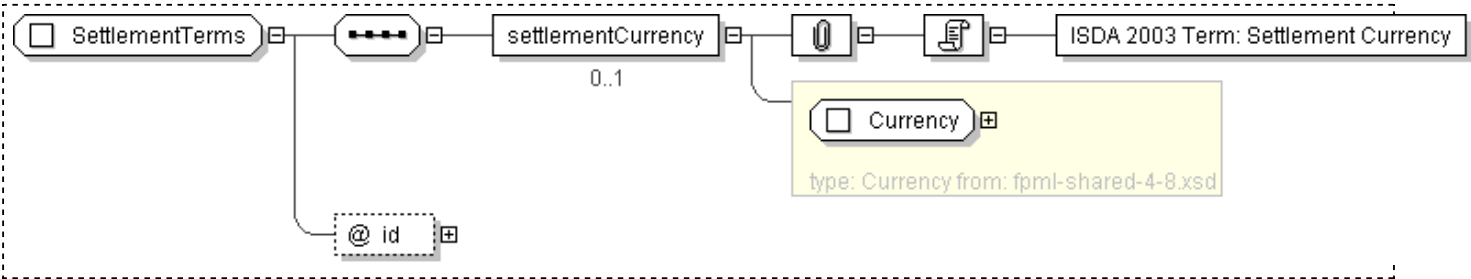 SettlementTerms
settlementCurrency
ISDA 2003 Term: Settlement Currency
0..1
Currency
type: Currency from: fpml-shared-4-8.xsd
@ id